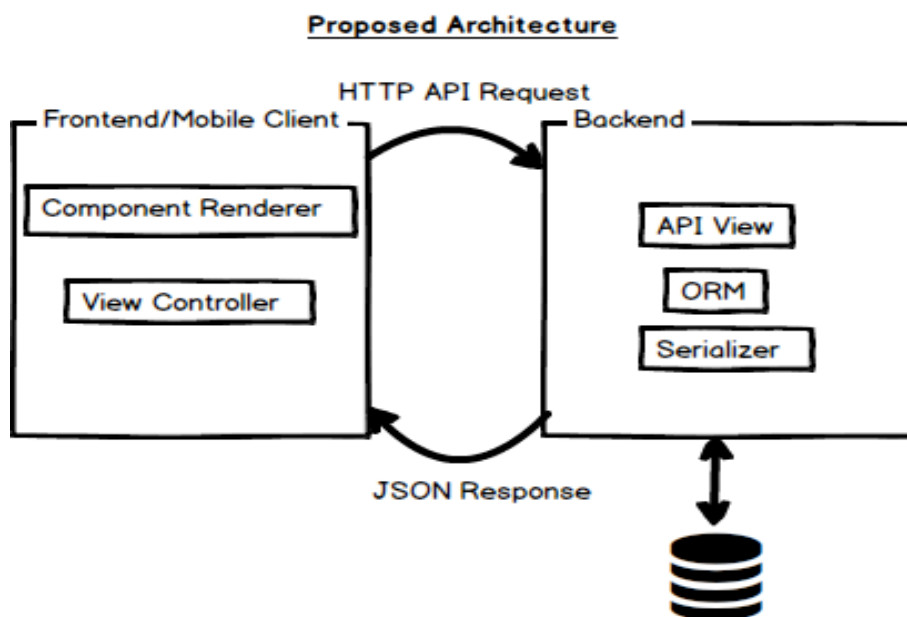 Proposed Architecture
HTTP API Request
Frontend/Mobile Client
Backend
Component Renderer
API View
View Controller
ORM
Serializer
JSON Response